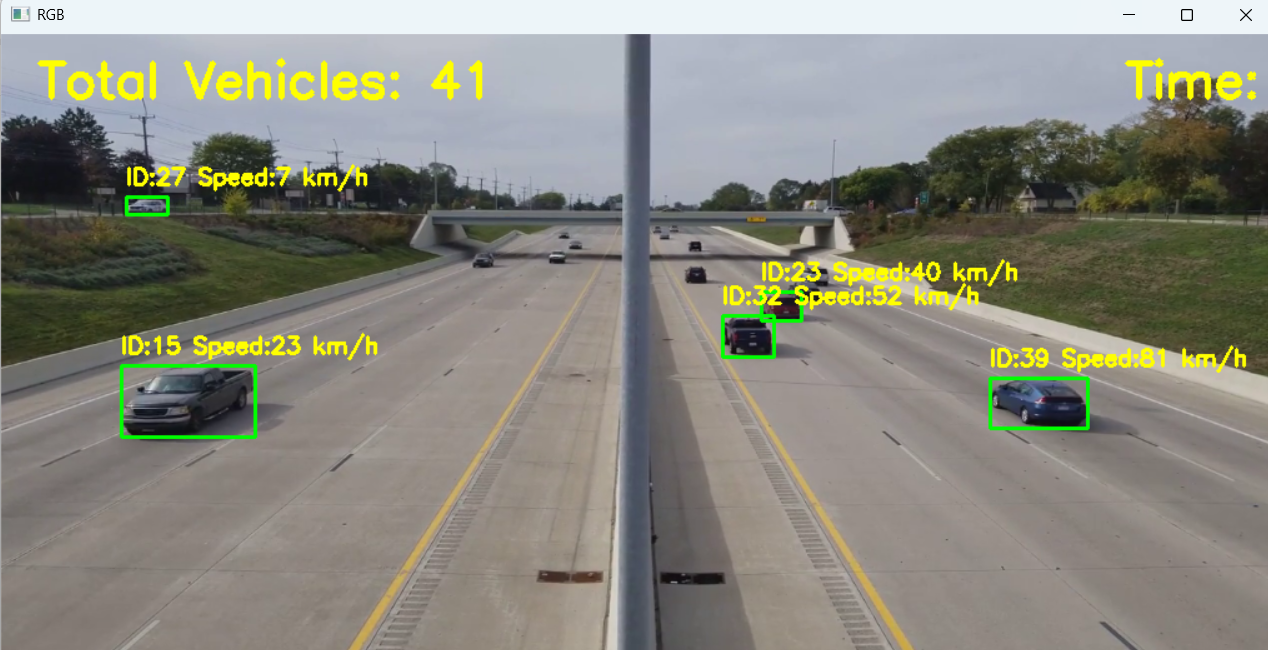 RGB
Total Vehicles: 41
Time:
ID:27 Speed:7 km/h
ID:23 Speed:40 km/h
ID:32 Speed:52 km/h
ID:15 Speed:23 km/h
ID:39 Speed:81 km/h